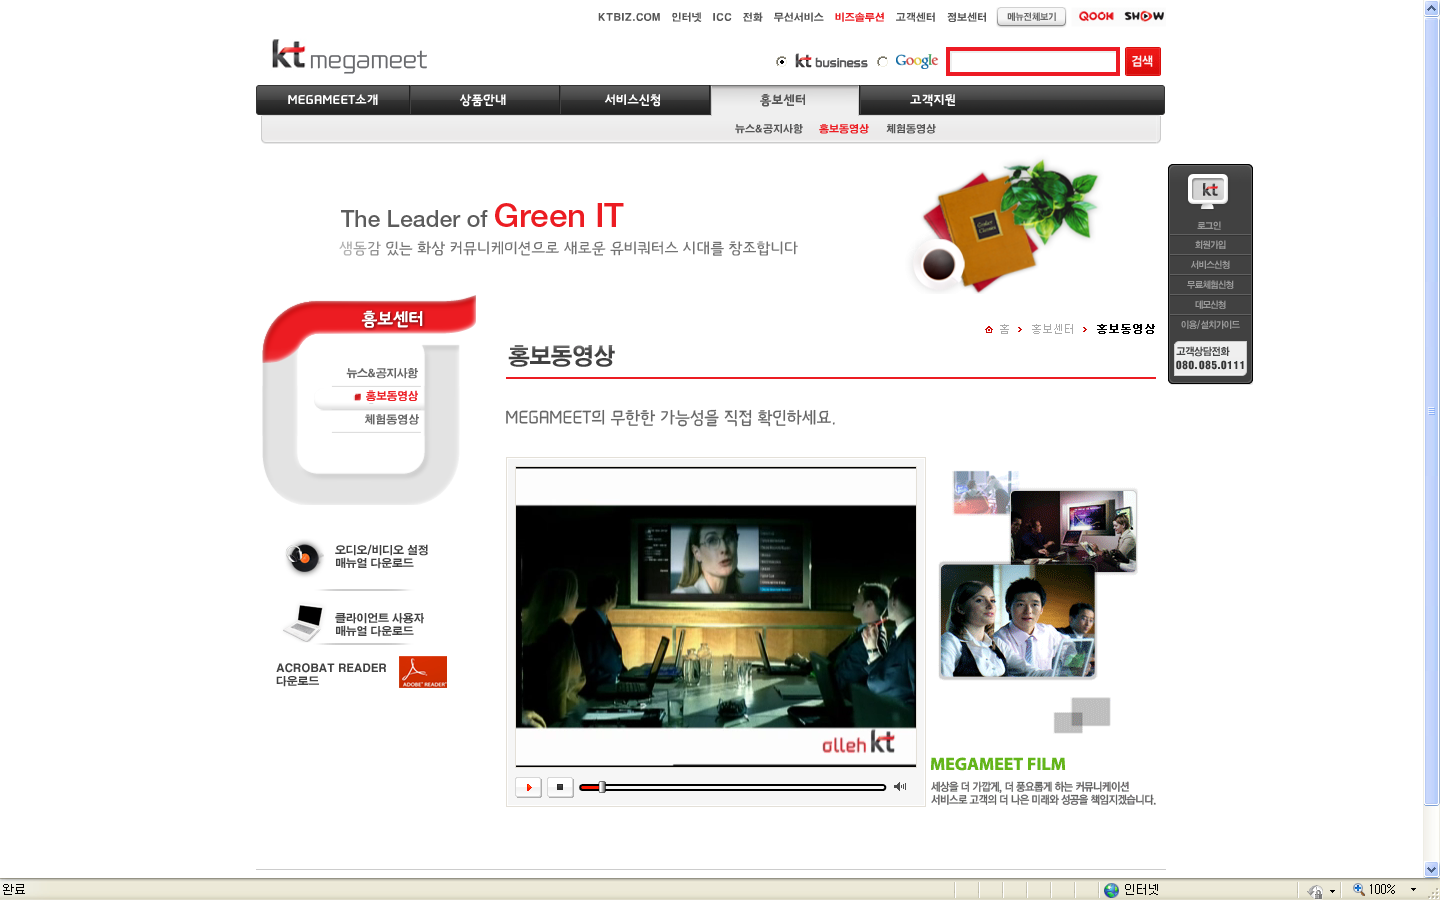 KTBIZ.COM 인터넷 ICC 전화 무선서비스 비즈솔루션 고객센터 정보센터 메뉴전체보기 QOOK SHOW
kt megameet
kt business Google 검색
MEGAMEET소개 상품안내 서비스신청 홍보센터 고객지원
뉴스&공지사항 홍보동영상 체험동영상
The Leader of Green IT
생동감 있는 화상 커뮤니케이션으로 새로운 유비쿼터스 시대를 창조합니다
kt
로그인
회원가입
서비스신청
무료체험신청
데모신청
이용/설치가이드
고객상담전화
080.085.0111
홍보센터
뉴스&공지사항
홍보동영상
체험동영상
홈 홍보센터 홍보동영상
홍보동영상
MEGAMEET의 무한한 가능성을 직접 확인하세요.
오디오/비디오 설정
매뉴얼 다운로드
클라이언트 사용자
매뉴얼 다운로드
ACROBAT READER
다운로드
ADOBE READER
olleh kt
MEGAMEET FILM
세상을 더 가깝게, 더 풍요롭게 하는 커뮤니케이션
서비스로 고객의 더 나은 미래와 성공을 책임지겠습니다.
완료 인터넷 100%